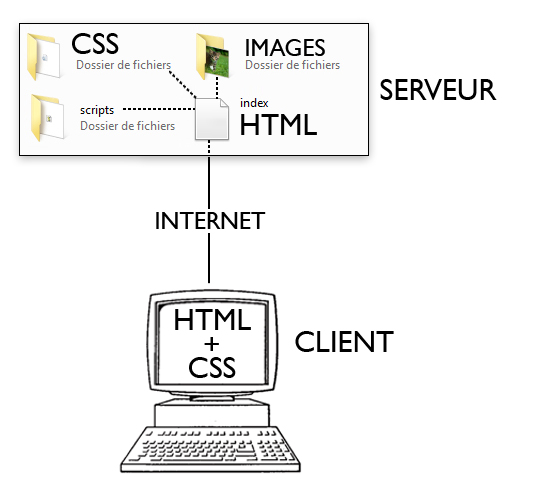 CSS
Dossier de fichiers
IMAGES
Dossier de fichiers
SERVEUR
scripts
Dossier de fichiers
index
HTML
INTERNET
HTML
+
CSS
CLIENT